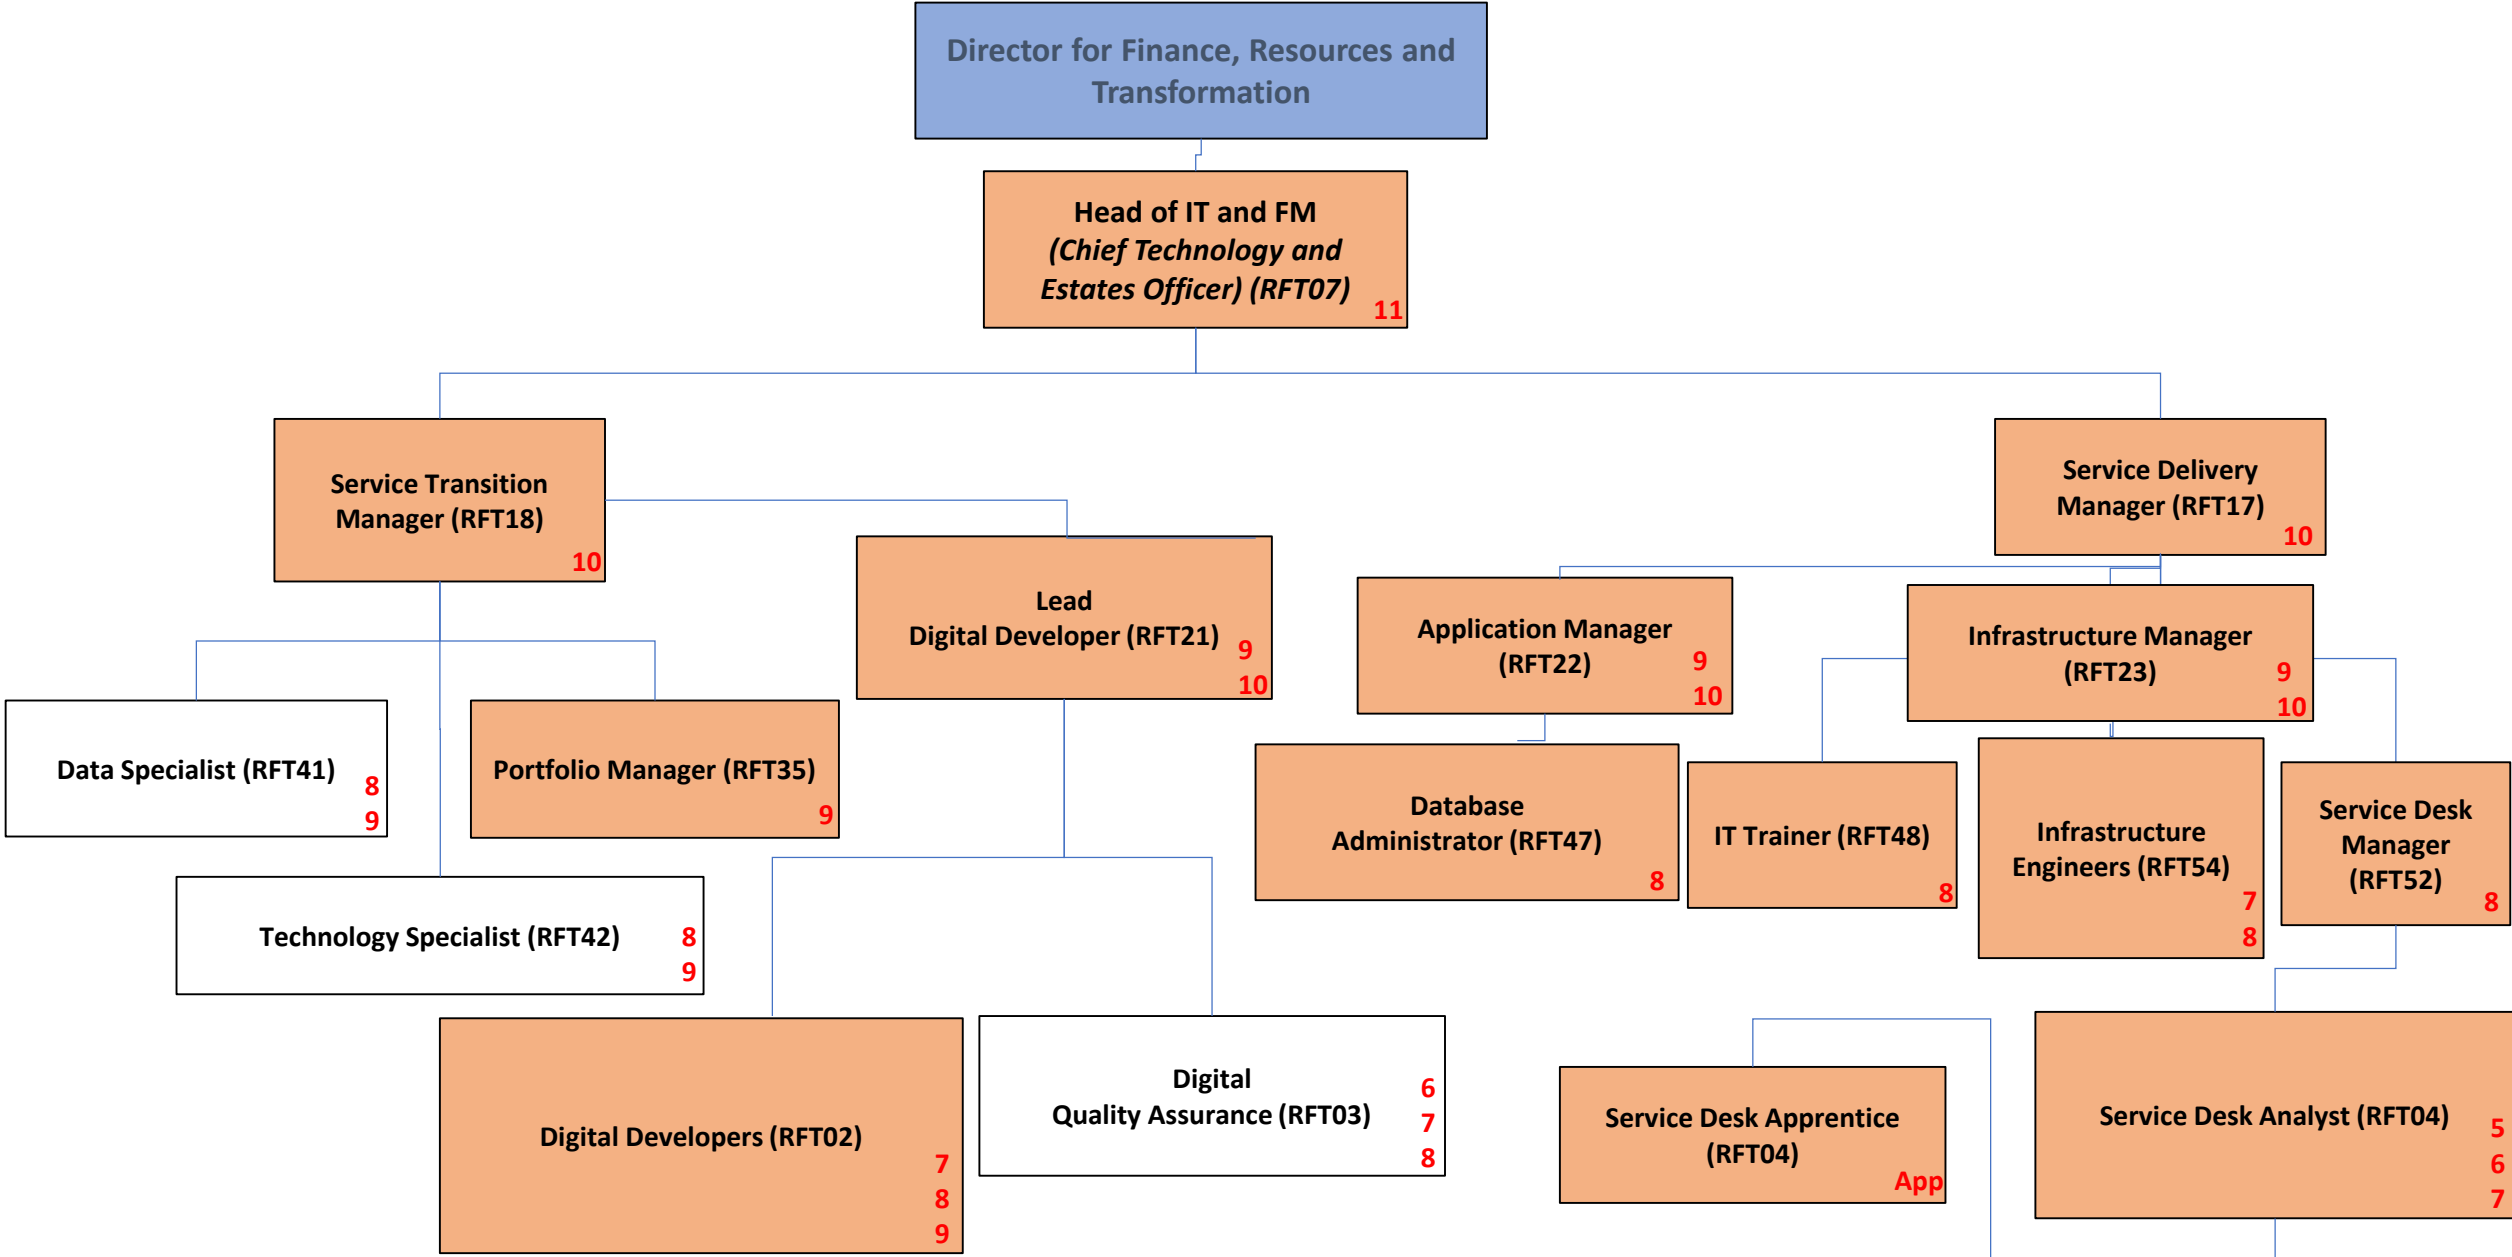 Director for Finance, Resources and
Transformation
Head of IT and FM
(Chief Technology and
Estates Officer) (RFT07)
11
Service Transition
Manager (RFT18)
10
Service Delivery
Manager (RFT17)
10
Lead
Digital Developer (RFT21)
9
10
Application Manager
(RFT22)
9
10
Infrastructure Manager
(RFT23)
9
10
Data Specialist (RFT41)
8
9
Portfolio Manager (RFT35)
9
Database
Administrator (RFT47)
8
IT Trainer (RFT48)
8
Infrastructure
Engineers (RFT54)
7
8
Service Desk
Manager
(RFT52)
8
Technology Specialist (RFT42)
8
9
Digital Developers (RFT02)
7
8
9
Digital
Quality Assurance (RFT03)
6
7
8
Service Desk Apprentice
(RFT04)
App
Service Desk Analyst (RFT04)
5
6
7